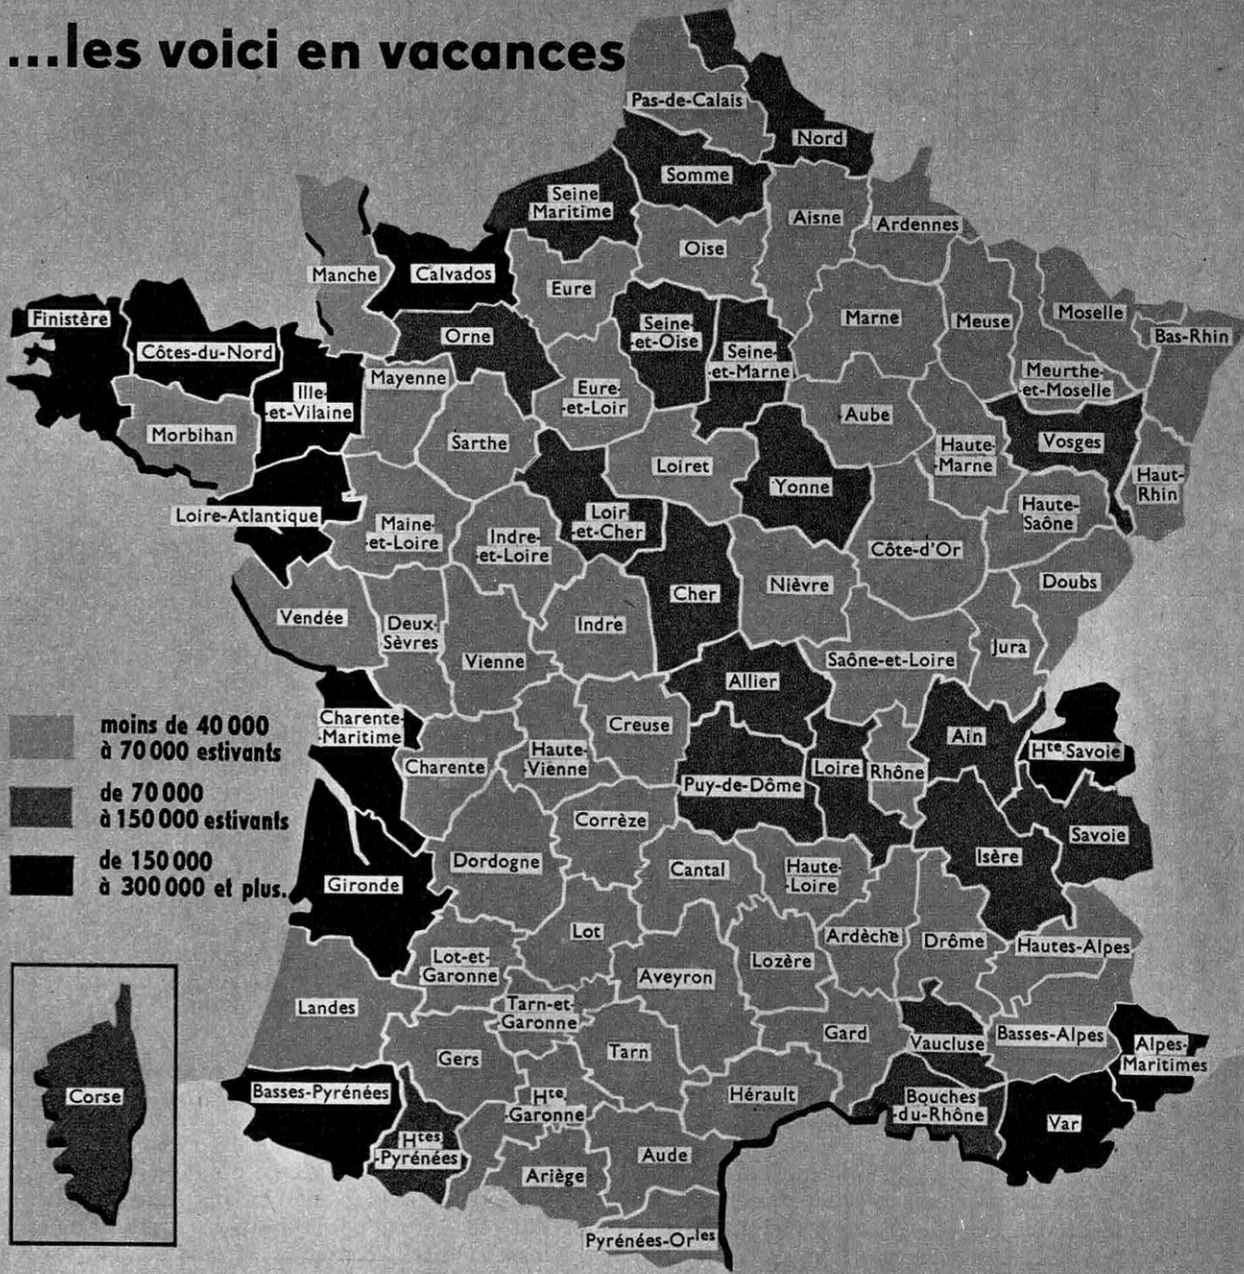 ...les voici en vacances
Pas-de-Calais
Nord
Somme
Seine
Maritime
Aisne
Ardennes
Oise
Manche
Calvados
Eure
Finistère
Côtes-du-Nord
Ille-
et-Vilaine
Orne
Seine-
et-Oise
Seine-
et-Marne
Marne
Meuse
Moselle
Bas-Rhin
Meurthe-
et-Moselle
Mayenne
Eure-
et-Loir
Aube
Morbihan
Sarthe
Loiret
Yonne
Haute-
Marne
Vosges
Haut-
Rhin
Loire-Atlantique
Maine-
et-Loire
Indre-
et-Loire
Loir-
et-Cher
Côte-d'Or
Haute-
Saône
Doubs
Vendée
Deux-
Sèvres
Vienne
Indre
Cher
Nièvre
Saône-et-Loire
Jura
Allier
Charente-
Maritime
Charente
Haute-
Vienne
Creuse
Puy-de-Dôme
Loire
Rhône
Ain
Hte-Savoie
Savoie
Isère
moins de 40 000
à 70 000 estivants
de 70 000
à 150 000 estivants
de 150 000
à 300 000 et plus.
Gironde
Dordogne
Corrèze
Cantal
Haute-
Loire
Lot
Ardèche
Drôme
Hautes-Alpes
Lot-et-
Garonne
Aveyron
Lozère
Landes
Tarn-et-
Garonne
Gers
Tarn
Gard
Vaucluse
Basses-Alpes
Alpes-
Maritimes
Corse
Basses-Pyrénées
Hte-
Garonne
Hérault
Bouches
-du-Rhône
Var
Htes
-Pyrénées
Ariège
Aude
Pyrénées-Orles